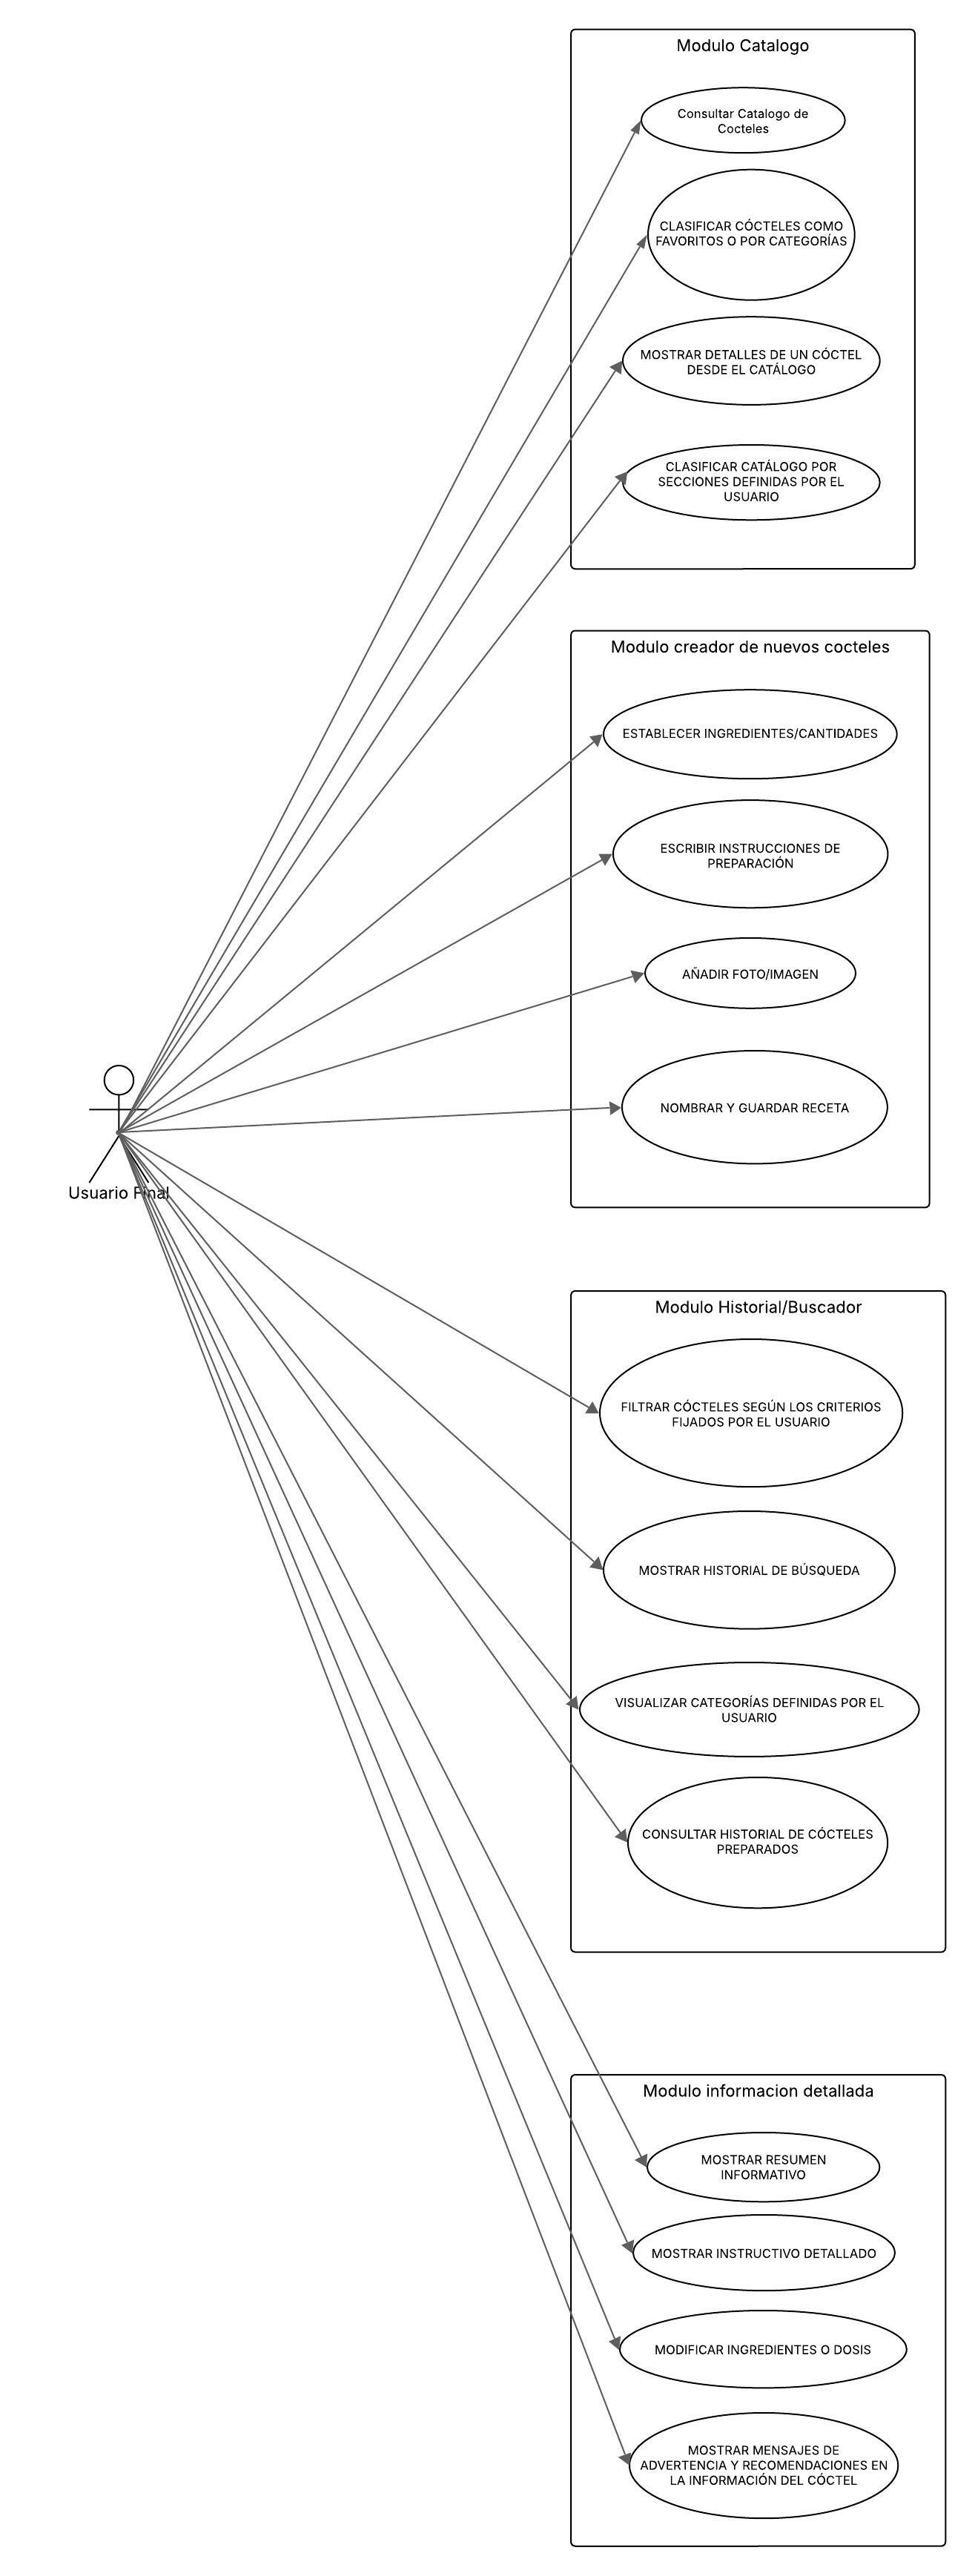 Modulo Catalogo
Consultar Catalogo de
Cocteles
CLASIFICAR CÓCTELES COMO
FAVORITOS O POR CATEGORÍAS
MOSTRAR DETALLES DE UN CÓCTEL
DESDE EL CATÁLOGO
CLASIFICAR CATÁLOGO POR
SECCIONES DEFINIDAS POR EL
USUARIO
Modulo creador de nuevos cocteles
ESTABLECER INGREDIENTES/CANTIDADES
ESCRIBIR INSTRUCCIONES DE
PREPARACIÓN
AÑADIR FOTO/IMAGEN
NOMBRAR Y GUARDAR RECETA
Usuario Final
Modulo Historial/Buscador
FILTRAR CÓCTELES SEGÚN LOS CRITERIOS
FIJADOS POR EL USUARIO
MOSTRAR HISTORIAL DE BÚSQUEDA
VISUALIZAR CATEGORÍAS DEFINIDAS POR EL
USUARIO
CONSULTAR HISTORIAL DE CÓCTELES
PREPARADOS
Modulo informacion detallada
MOSTRAR RESUMEN
INFORMATIVO
MOSTRAR INSTRUCTIVO DETALLADO
MODIFICAR INGREDIENTES O DOSIS
MOSTRAR MENSAJES DE
ADVERTENCIA Y RECOMENDACIONES EN
LA INFORMACIÓN DEL CÓCTEL